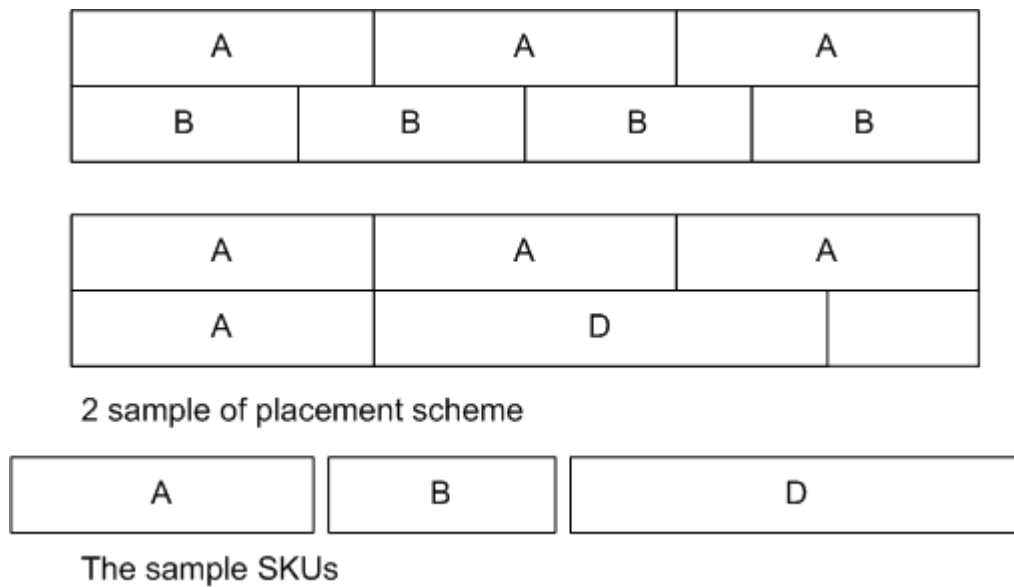 A A A
B B B B
A A A
A D
2 sample of placement scheme
A B D
The sample SKUs